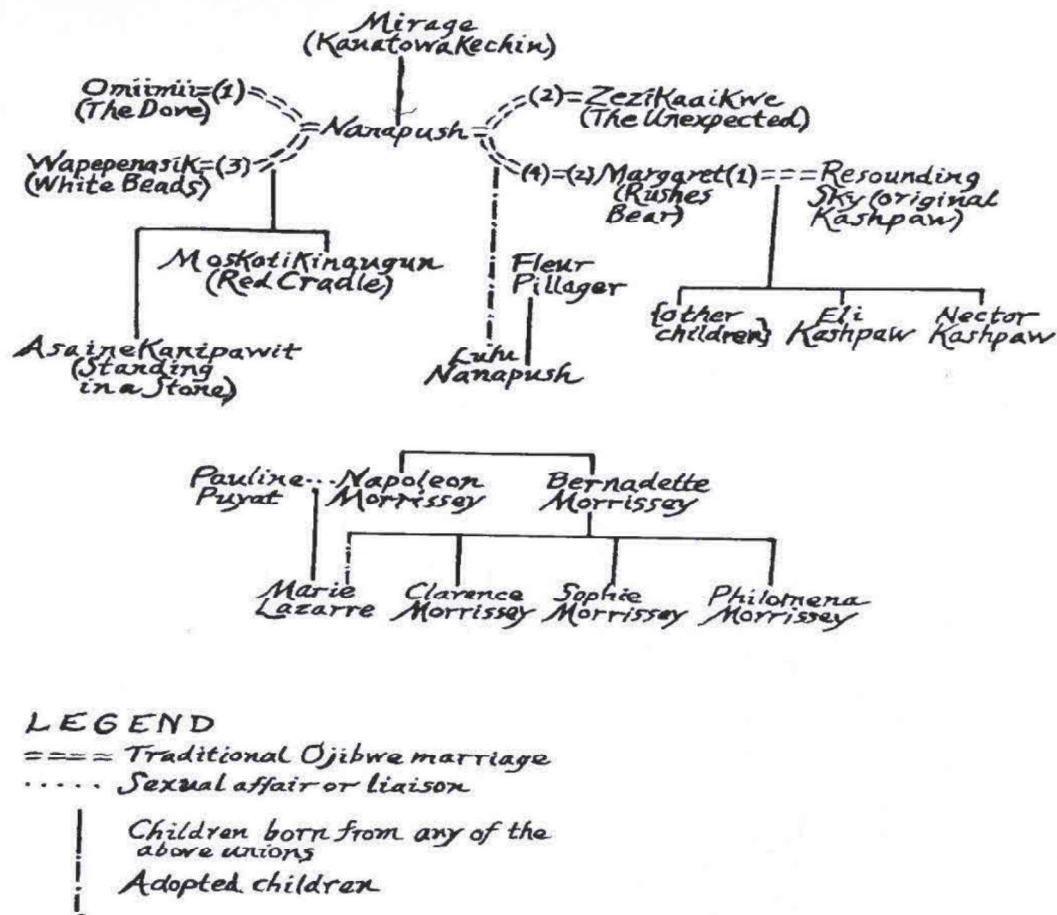 Mirage
(Kanatowakechin)
Omiimii=(1)
(The Dove)
(2)=Zezikaaikwe
(The Unexpected)
=Nanapush=
Wapepenasik=(3)
(White Beads)
(4)=(2)Margaret(1)===Resounding
(Rushes
Bear)
Sky (original
Kashpaw)
Moskatikinaugun
(Red Cradle)
Fleur
Pillager
{other
children}
Eli
Kashpaw
Nector
Kashpaw
Asainekanipawit
(Standing
in a Stone)
Lulu
Nanapush
Pauline...Napoleon
Puyat
Morrissey
Bernadette
Morrissey
Marie
Lazarre
Clarence
Morrissey
Sophie
Morrissey
Philomena
Morrissey
LEGEND
==== Traditional Ojibwe marriage
..... Sexual affair or liaison
Children born from any of the
above unions
Adopted children